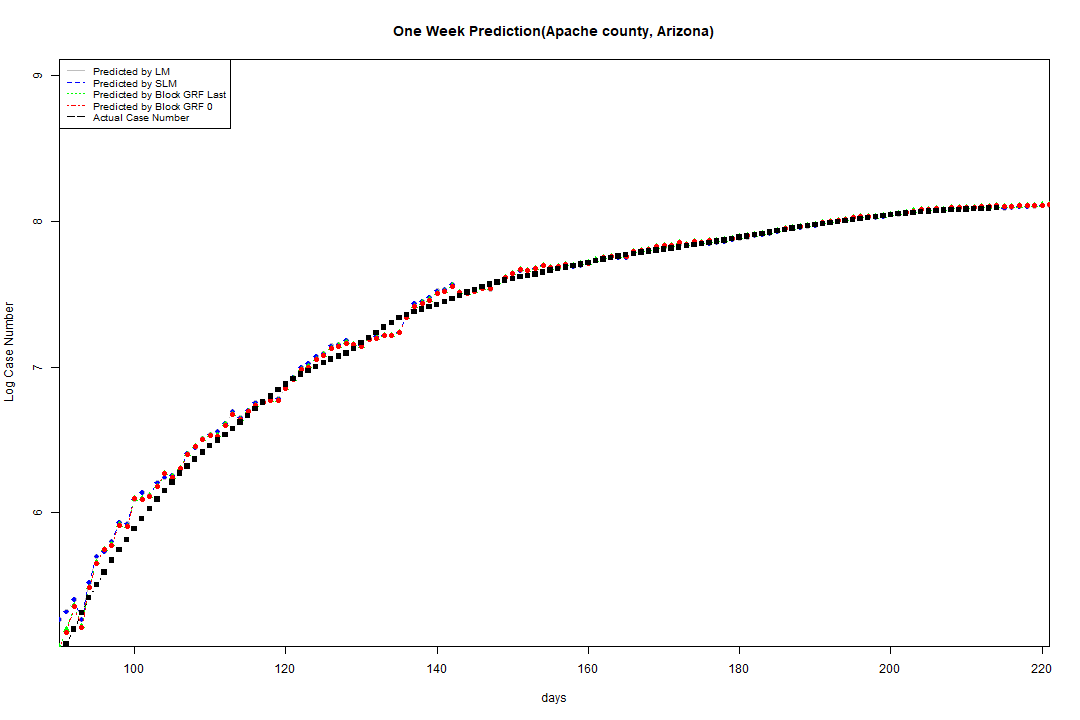 One Week Prediction(Apache county, Arizona)
Predicted by LM
Predicted by SLM
Predicted by Block GRF Last
Predicted by Block GRF 0
Actual Case Number
9
8
7
6
Log Case Number
100 120 140 160 180 200 220
days